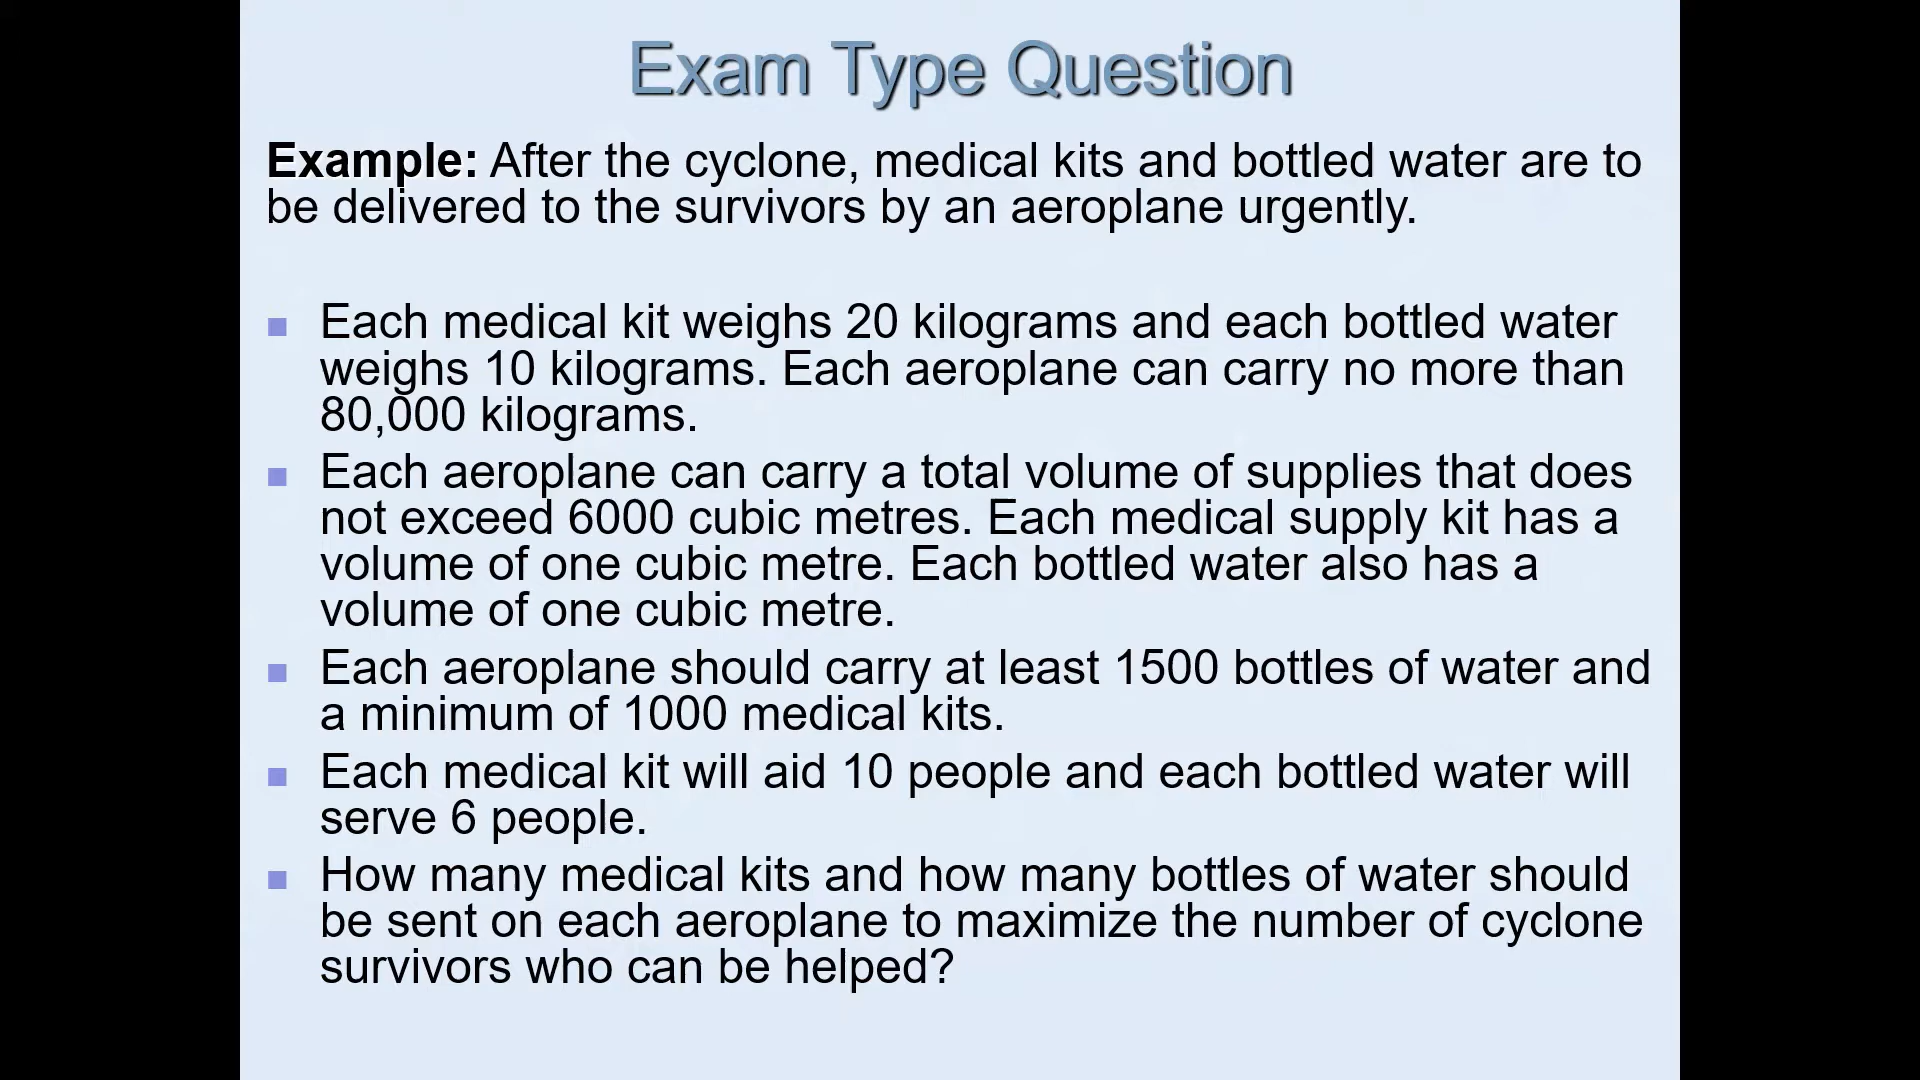 Exam Type Question
Example: After the cyclone, medical kits and bottled water are to
be delivered to the survivors by an aeroplane urgently.
Each medical kit weighs 20 kilograms and each bottled water
weighs 10 kilograms. Each aeroplane can carry no more than
80,000 kilograms.
Each aeroplane can carry a total volume of supplies that does
not exceed 6000 cubic metres. Each medical supply kit has a
volume of one cubic metre. Each bottled water also has a
volume of one cubic metre.
Each aeroplane should carry at least 1500 bottles of water and
a minimum of 1000 medical kits.
Each medical kit will aid 10 people and each bottled water will
serve 6 people.
How many medical kits and how many bottles of water should
be sent on each aeroplane to maximize the number of cyclone
survivors who can be helped?